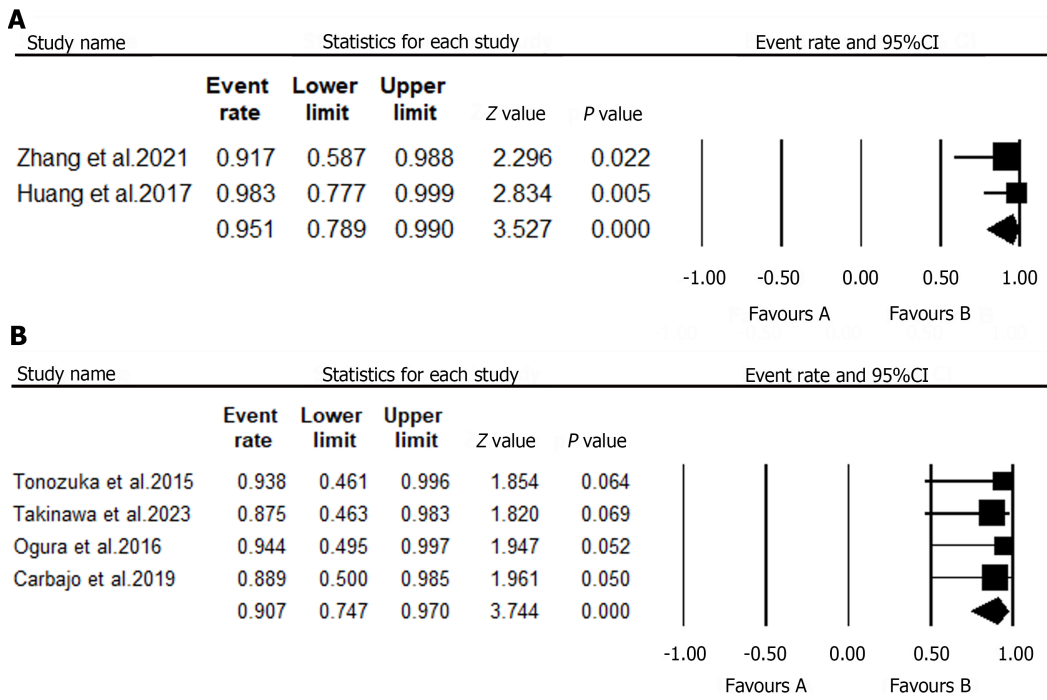 A
Study name Statistics for each study Event rate and 95%CI
Event Lower Upper
rate limit limit Z value P value
Zhang et al.2021 0.917 0.587 0.988 2.296 0.022
Huang et al.2017 0.983 0.777 0.999 2.834 0.005
0.951 0.789 0.990 3.527 0.000
-1.00 -0.50 0.00 0.50 1.00
Favours A Favours B
B
Study name Statistics for each study Event rate and 95%CI
Event Lower Upper
rate limit limit Z value P value
Tonozuka et al.2015 0.938 0.461 0.996 1.854 0.064
Takinawa et al.2023 0.875 0.463 0.983 1.820 0.069
Ogura et al.2016 0.944 0.495 0.997 1.947 0.052
Carbajo et al.2019 0.889 0.500 0.985 1.961 0.050
0.907 0.747 0.970 3.744 0.000
-1.00 -0.50 0.00 0.50 1.00
Favours A Favours B